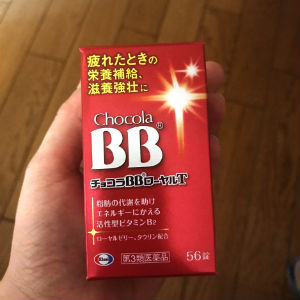 疲れたときの
栄養補給、
滋養強壮に
Chocola
BB®
チョコラBB®ローヤルT
脂肪の代謝を助け
エネルギーにかえる
活性型ビタミンB2
ローヤルゼリー、タウリン配合
Eisai
第3類医薬品
56錠